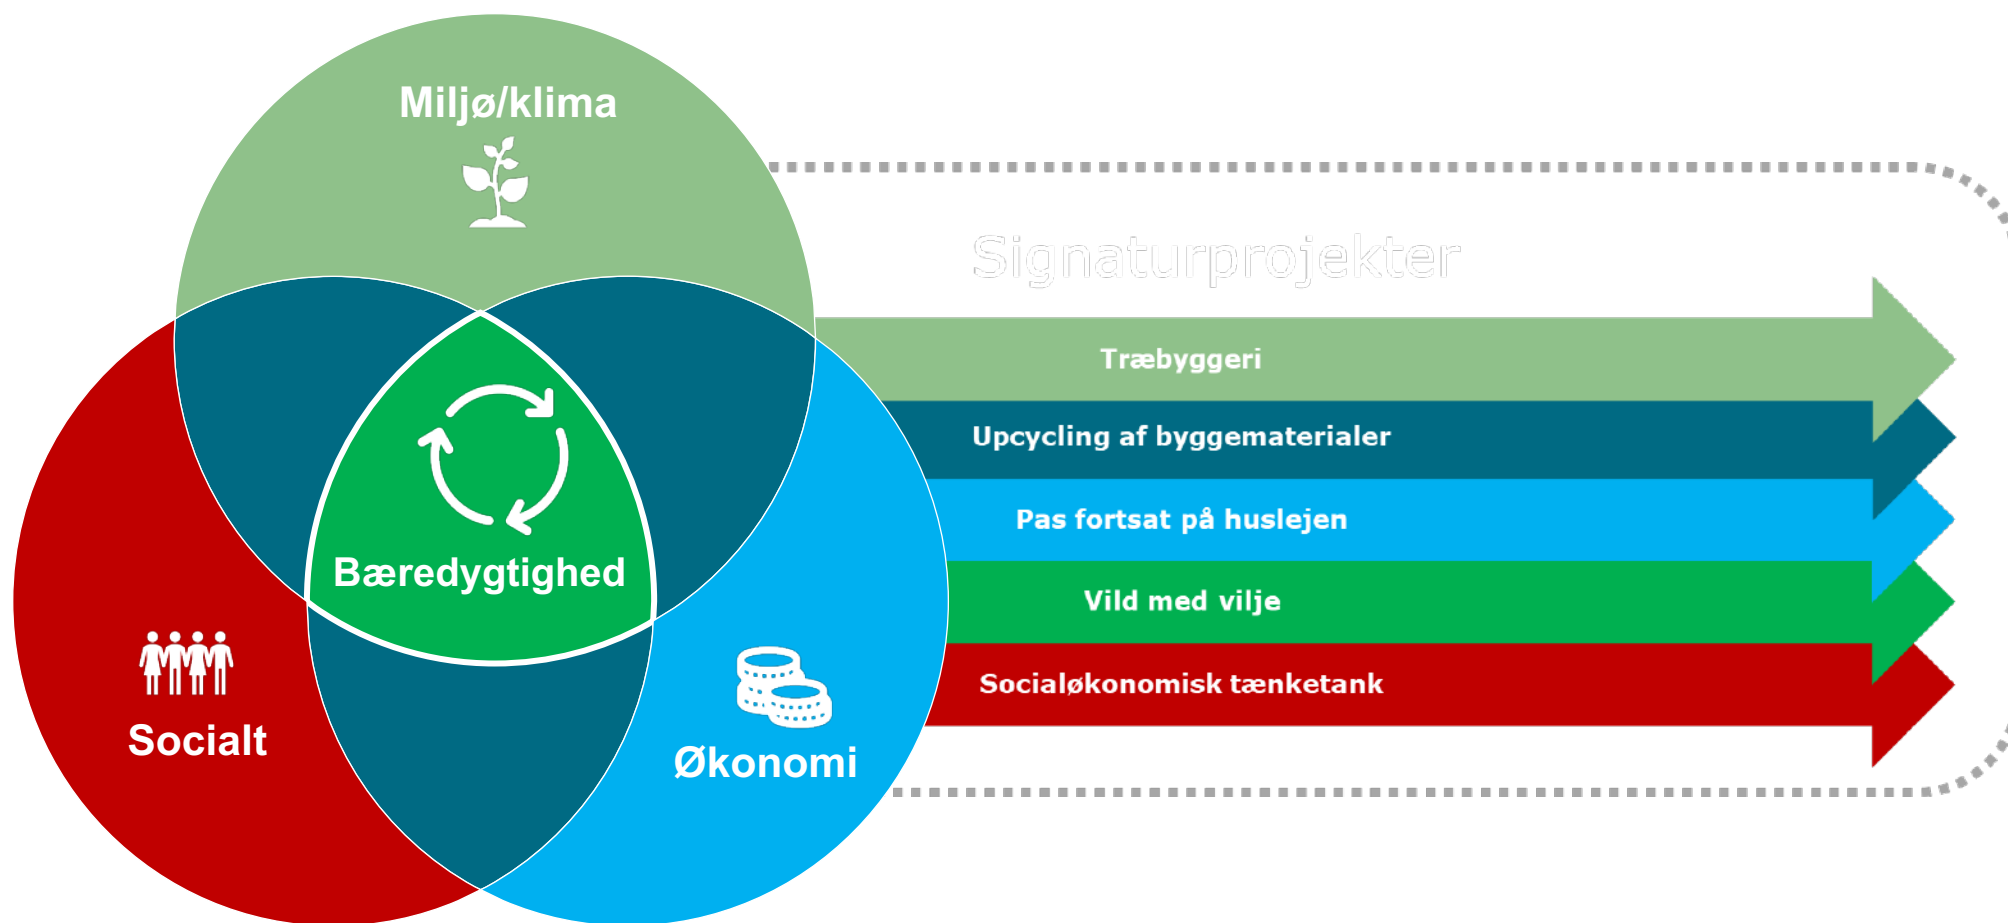 Miljø/klima
Bæredygtighed
Socialt
Økonomi
Signaturprojekter
Træbyggeri
Upcycling af byggematerialer
Pas fortsat på huslejen
Vild med vilje
Socialøkonomisk tænketank